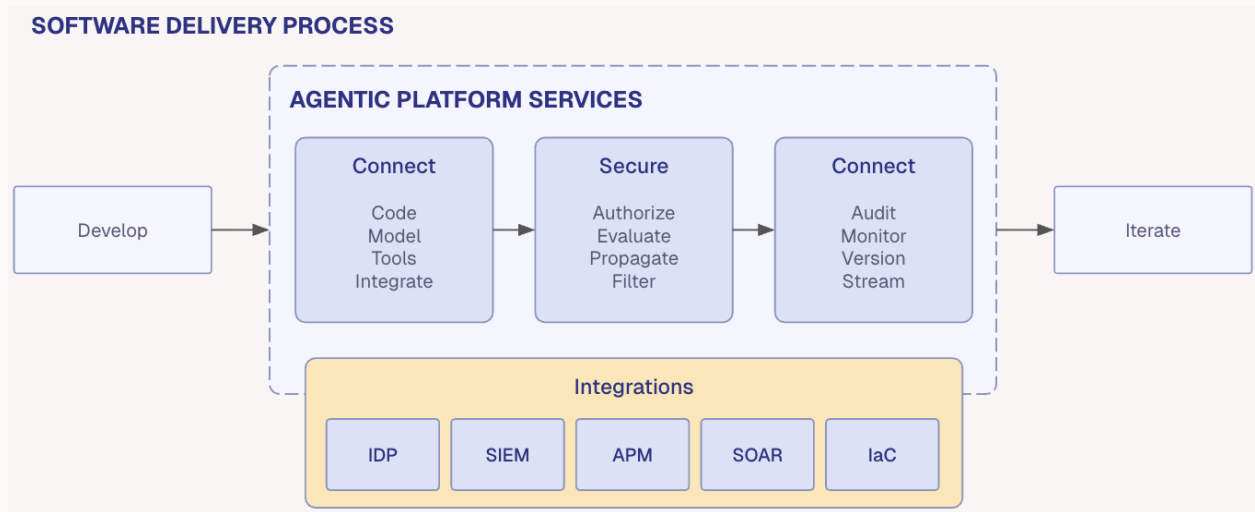 SOFTWARE DELIVERY PROCESS
AGENTIC PLATFORM SERVICES
Develop
Connect
Code
Model
Tools
Integrate
Secure
Authorize
Evaluate
Propagate
Filter
Connect
Audit
Monitor
Version
Stream
Iterate
Integrations
IDP
SIEM
APM
SOAR
IaC